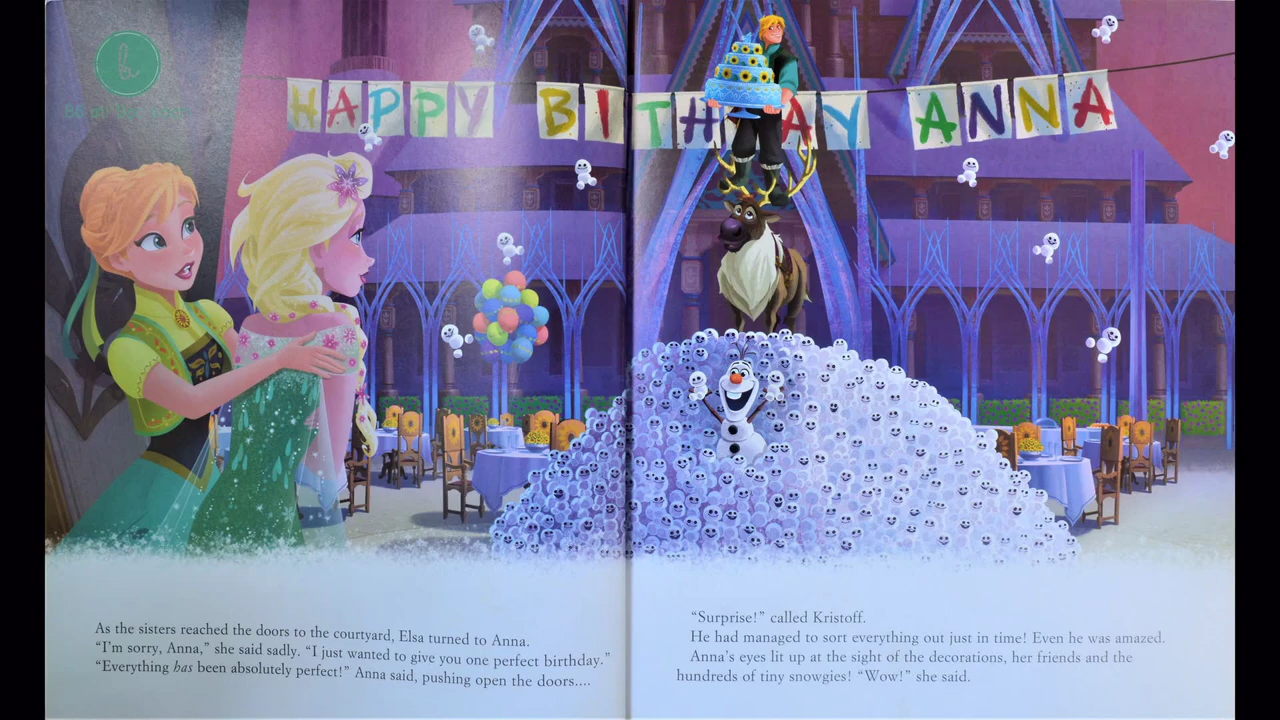 HAPPY BI TH AY ANNA
As the sisters reached the doors to the courtyard, Elsa turned to Anna.
“I’m sorry, Anna,” she said sadly. “I just wanted to give you one perfect birthday.”
“Everything has been absolutely perfect!” Anna said, pushing open the doors....
“Surprise!” called Kristoff.
He had managed to sort everything out just in time! Even he was amazed.
Anna’s eyes lit up at the sight of the decorations, her friends and the
hundreds of tiny snowgies! “Wow!” she said.